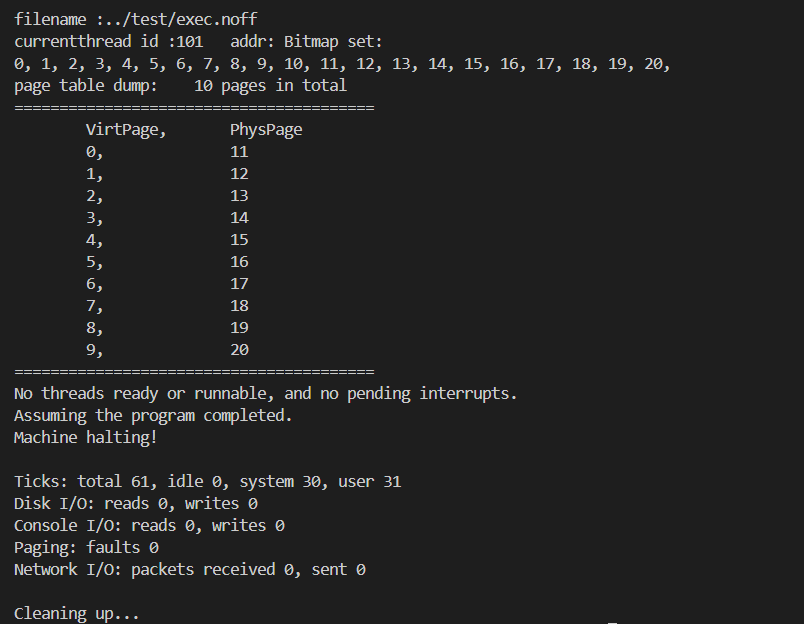 filename :../test/exec.noff
currentthread id :101   addr: Bitmap set:
0, 1, 2, 3, 4, 5, 6, 7, 8, 9, 10, 11, 12, 13, 14, 15, 16, 17, 18, 19, 20,
page table dump:    10 pages in total
========================================
        VirtPage,       PhysPage
        0,              11
        1,              12
        2,              13
        3,              14
        4,              15
        5,              16
        6,              17
        7,              18
        8,              19
        9,              20
========================================
No threads ready or runnable, and no pending interrupts.
Assuming the program completed.
Machine halting!

Ticks: total 61, idle 0, system 30, user 31
Disk I/O: reads 0, writes 0
Console I/O: reads 0, writes 0
Paging: faults 0
Network I/O: packets received 0, sent 0

Cleaning up...